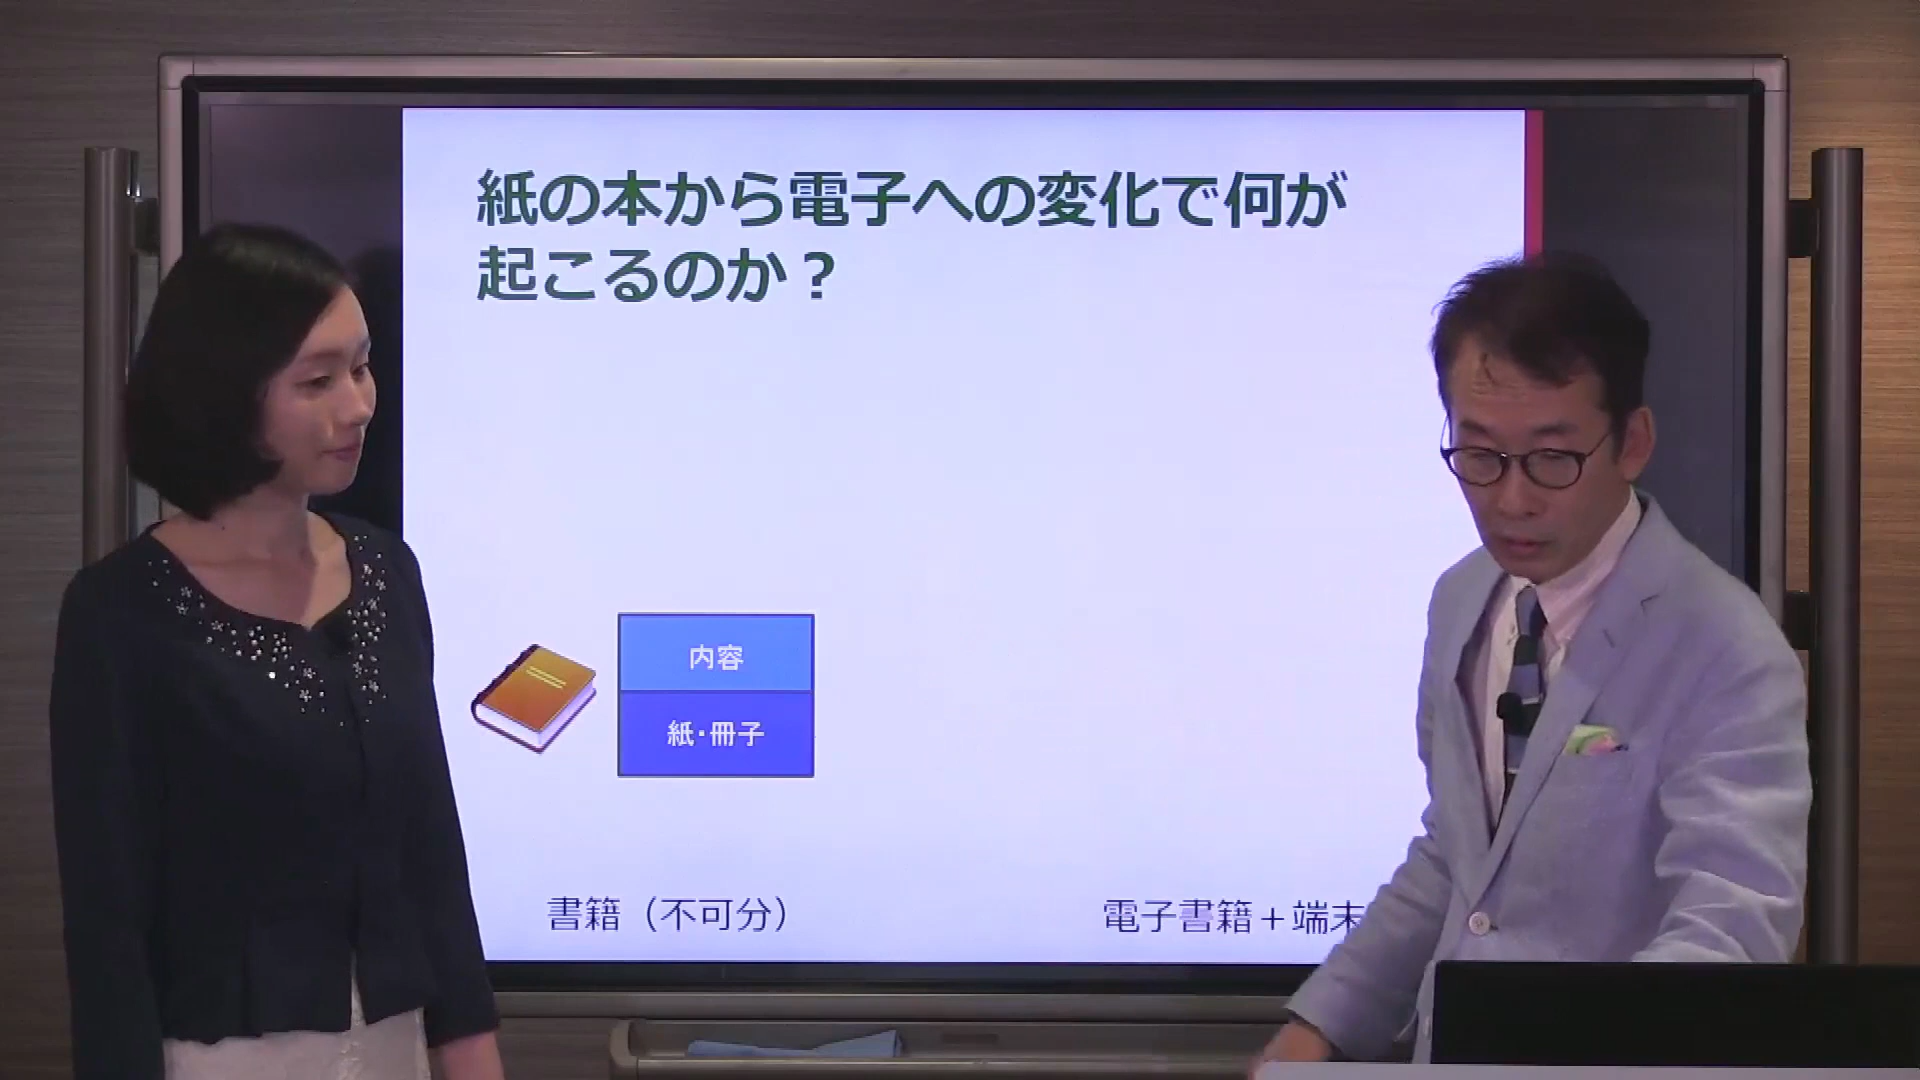 紙の本から電子への変化で何が
起こるのか？
内容
紙・冊子
書籍（不可分）
電子書籍＋端末